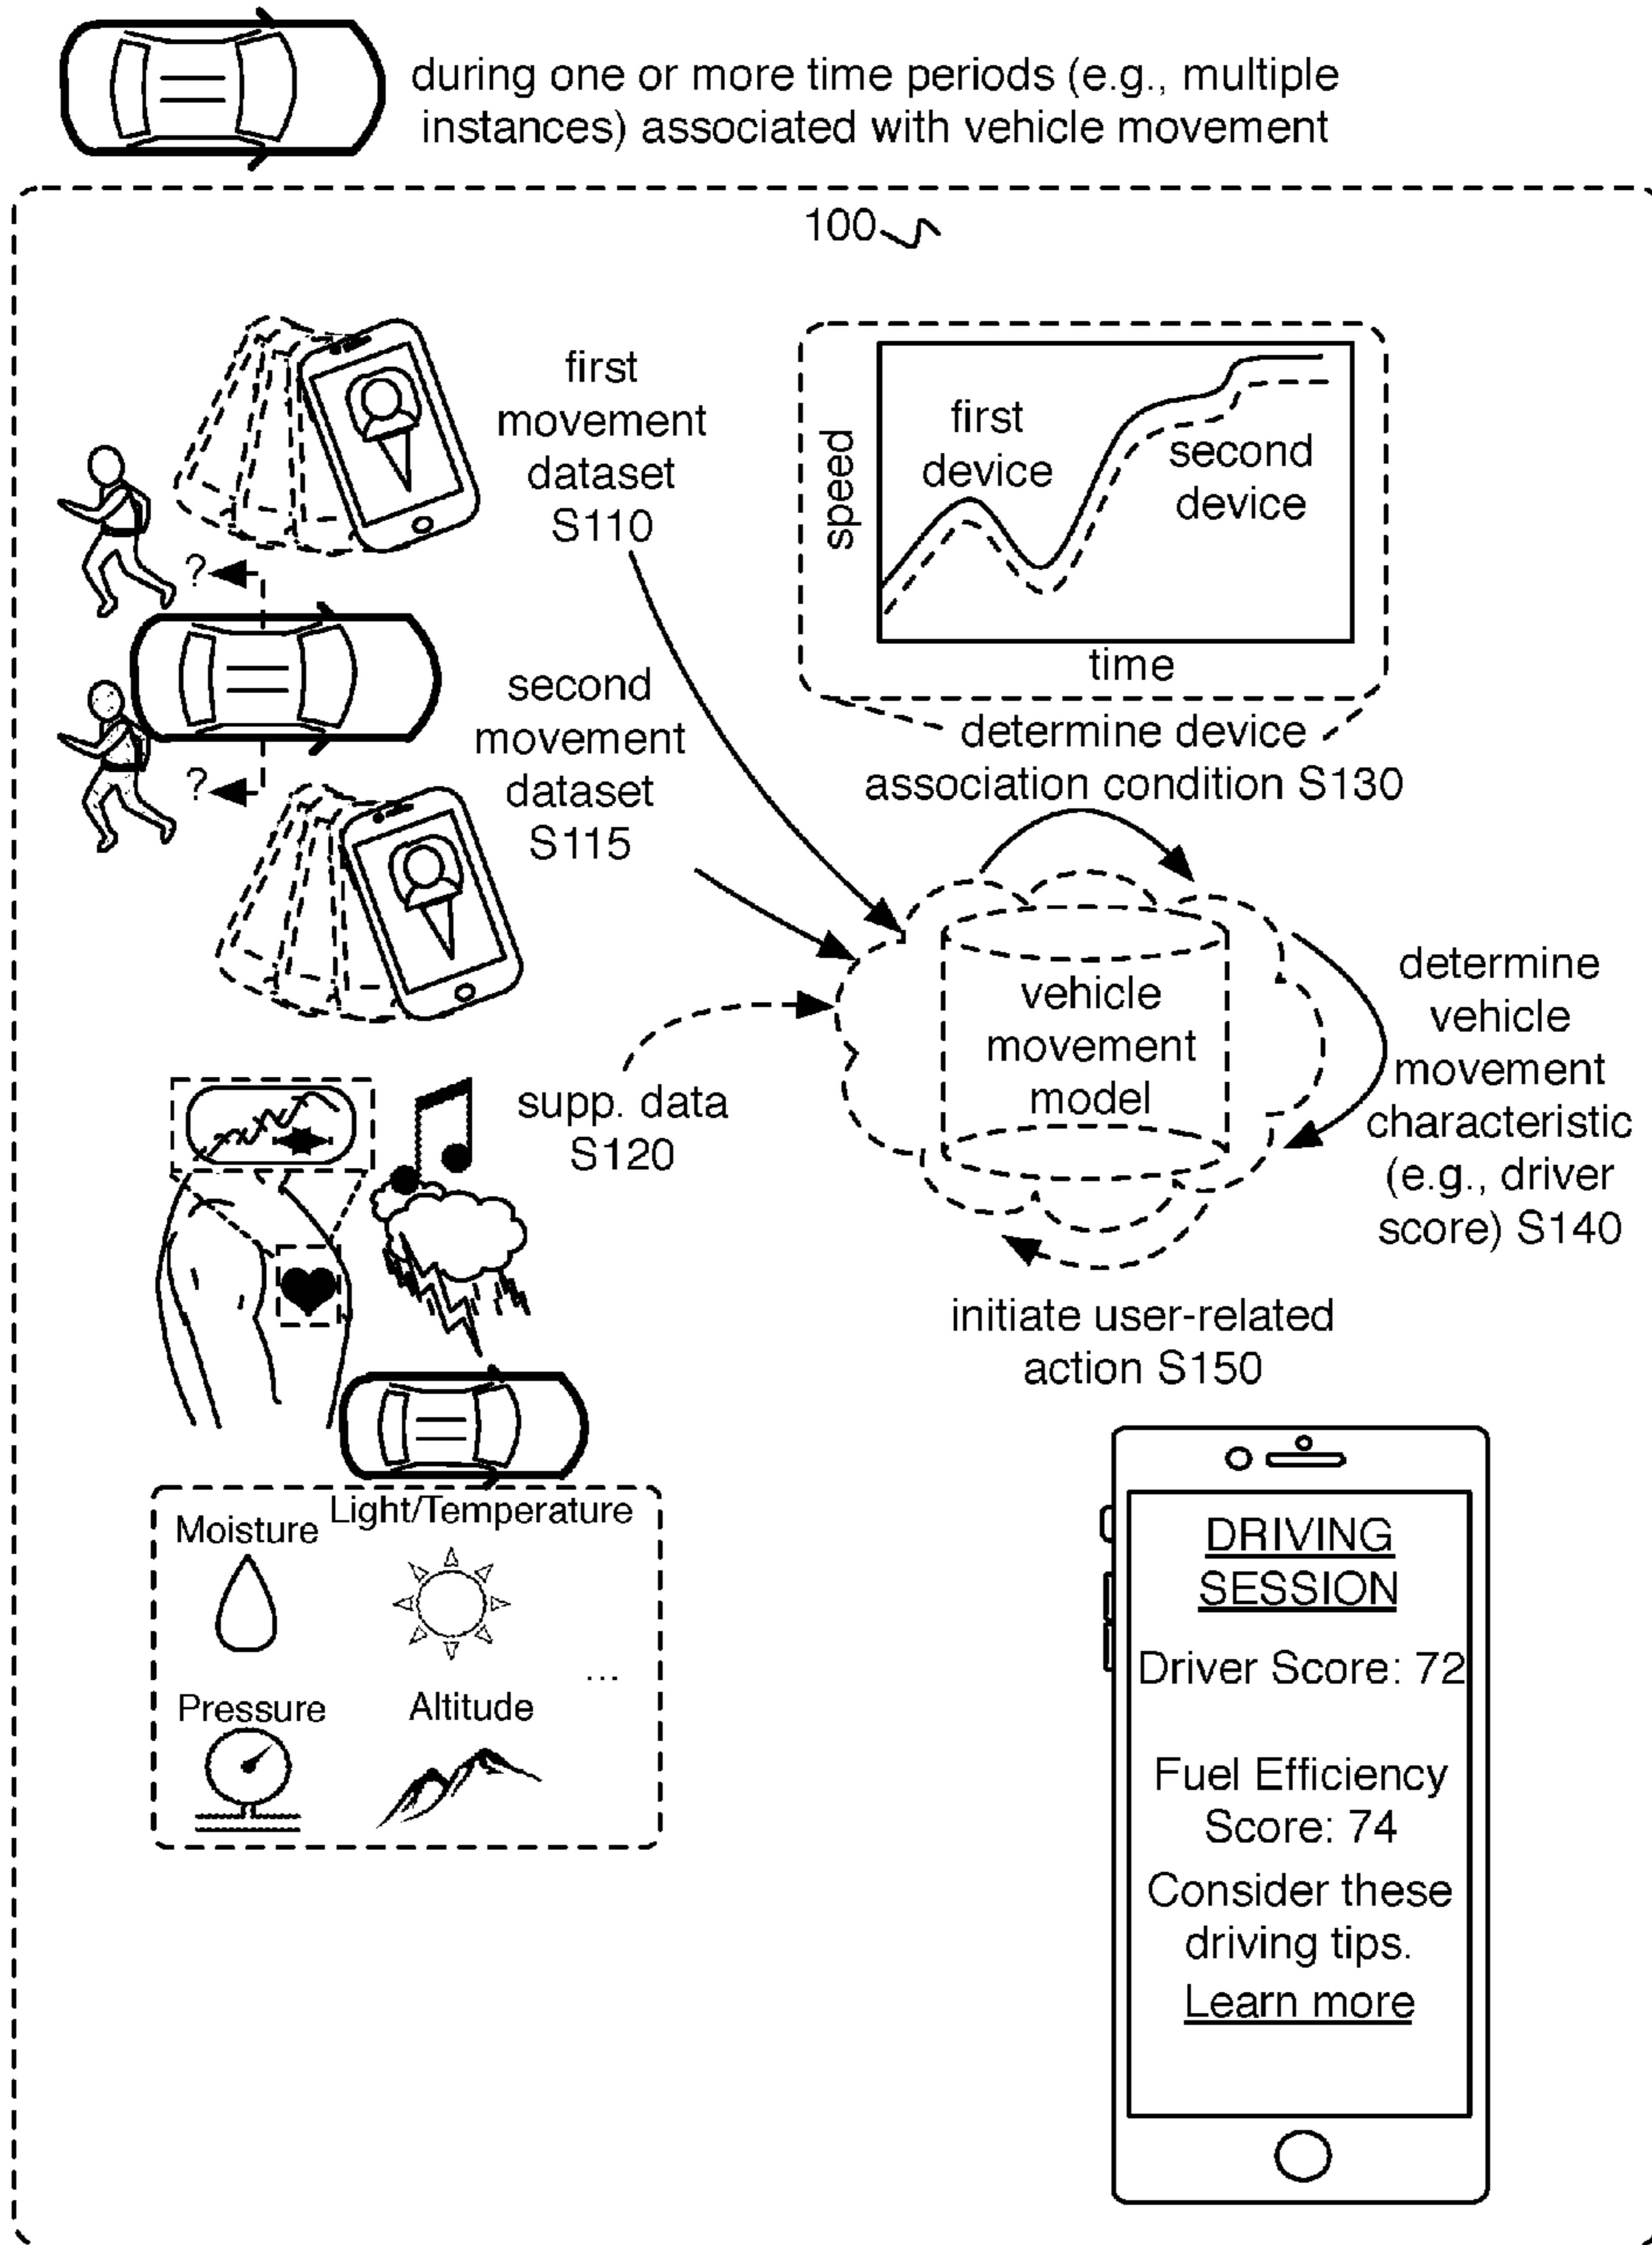 during one or more time periods (e.g., multiple
instances) associated with vehicle movement
100
first
movement
dataset
S110
speed
first
device
second
device
time
determine device
association condition S130
?
second
movement
dataset
S115
?
vehicle
movement
model
determine
vehicle
movement
characteristic
(e.g., driver
score) S140
supp. data
S120
initiate user-related
action S150
Moisture
Light/Temperature
Pressure
Altitude
...
DRIVING
SESSION
Driver Score: 72
Fuel Efficiency
Score: 74
Consider these
driving tips.
Learn more